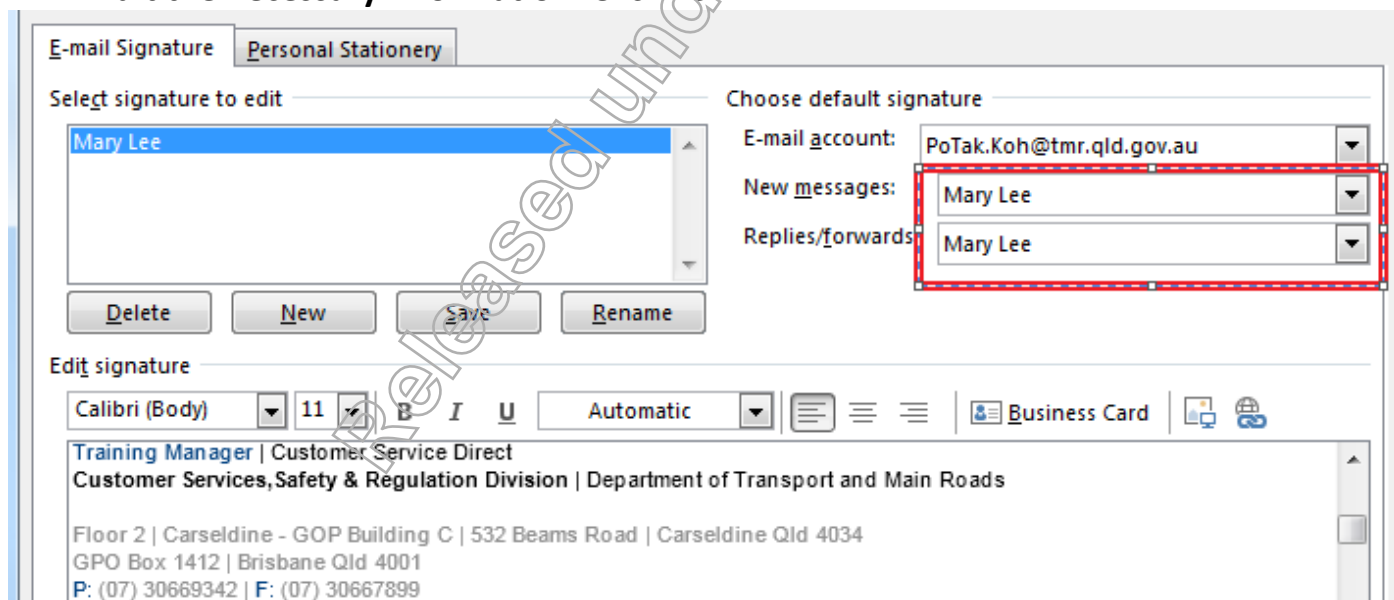 E-mail Signature Personal Stationery
Select signature to edit
Choose default signature
Mary Lee
E-mail account: PoTak.Koh@tmr.qld.gov.au
New messages: Mary Lee
Replies/forwards Mary Lee
Delete New Save Rename
Edit signature
Calibri (Body) 11 B I U Automatic Business Card
Training Manager | Customer Service Direct
Customer Services, Safety & Regulation Division | Department of Transport and Main Roads
Floor 2 | Carseldine - GOP Building C | 532 Beams Road | Carseldine Qld 4034
GPO Box 1412 | Brisbane Qld 4001
P: (07) 30669342 | F: (07) 30667899
Released und